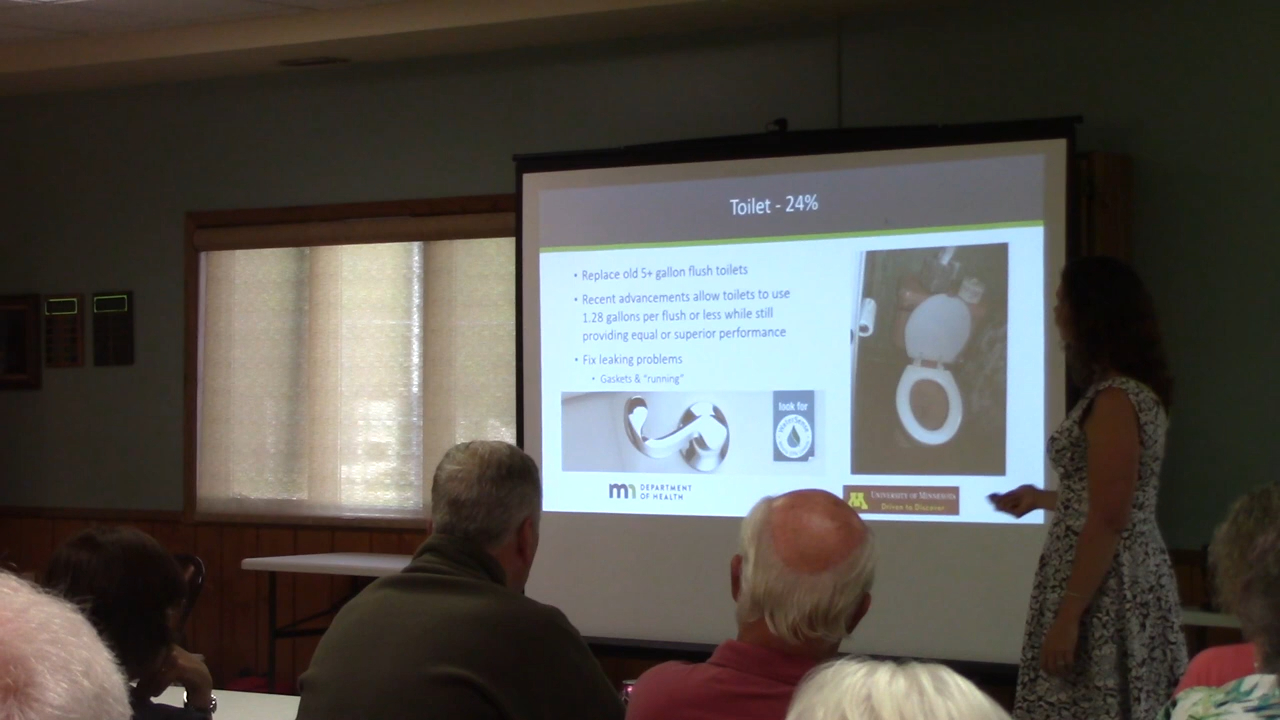 Toilet - 24%
• Replace old 5+ gallon flush toilets
• Recent advancements allow toilets to use
1.28 gallons per flush or less while still
providing equal or superior performance
• Fix leaking problems
• Gaskets & "running"
look for
WaterSense
mn DEPARTMENT
OF HEALTH
M UNIVERSITY OF MINNESOTA
Driven to Discover